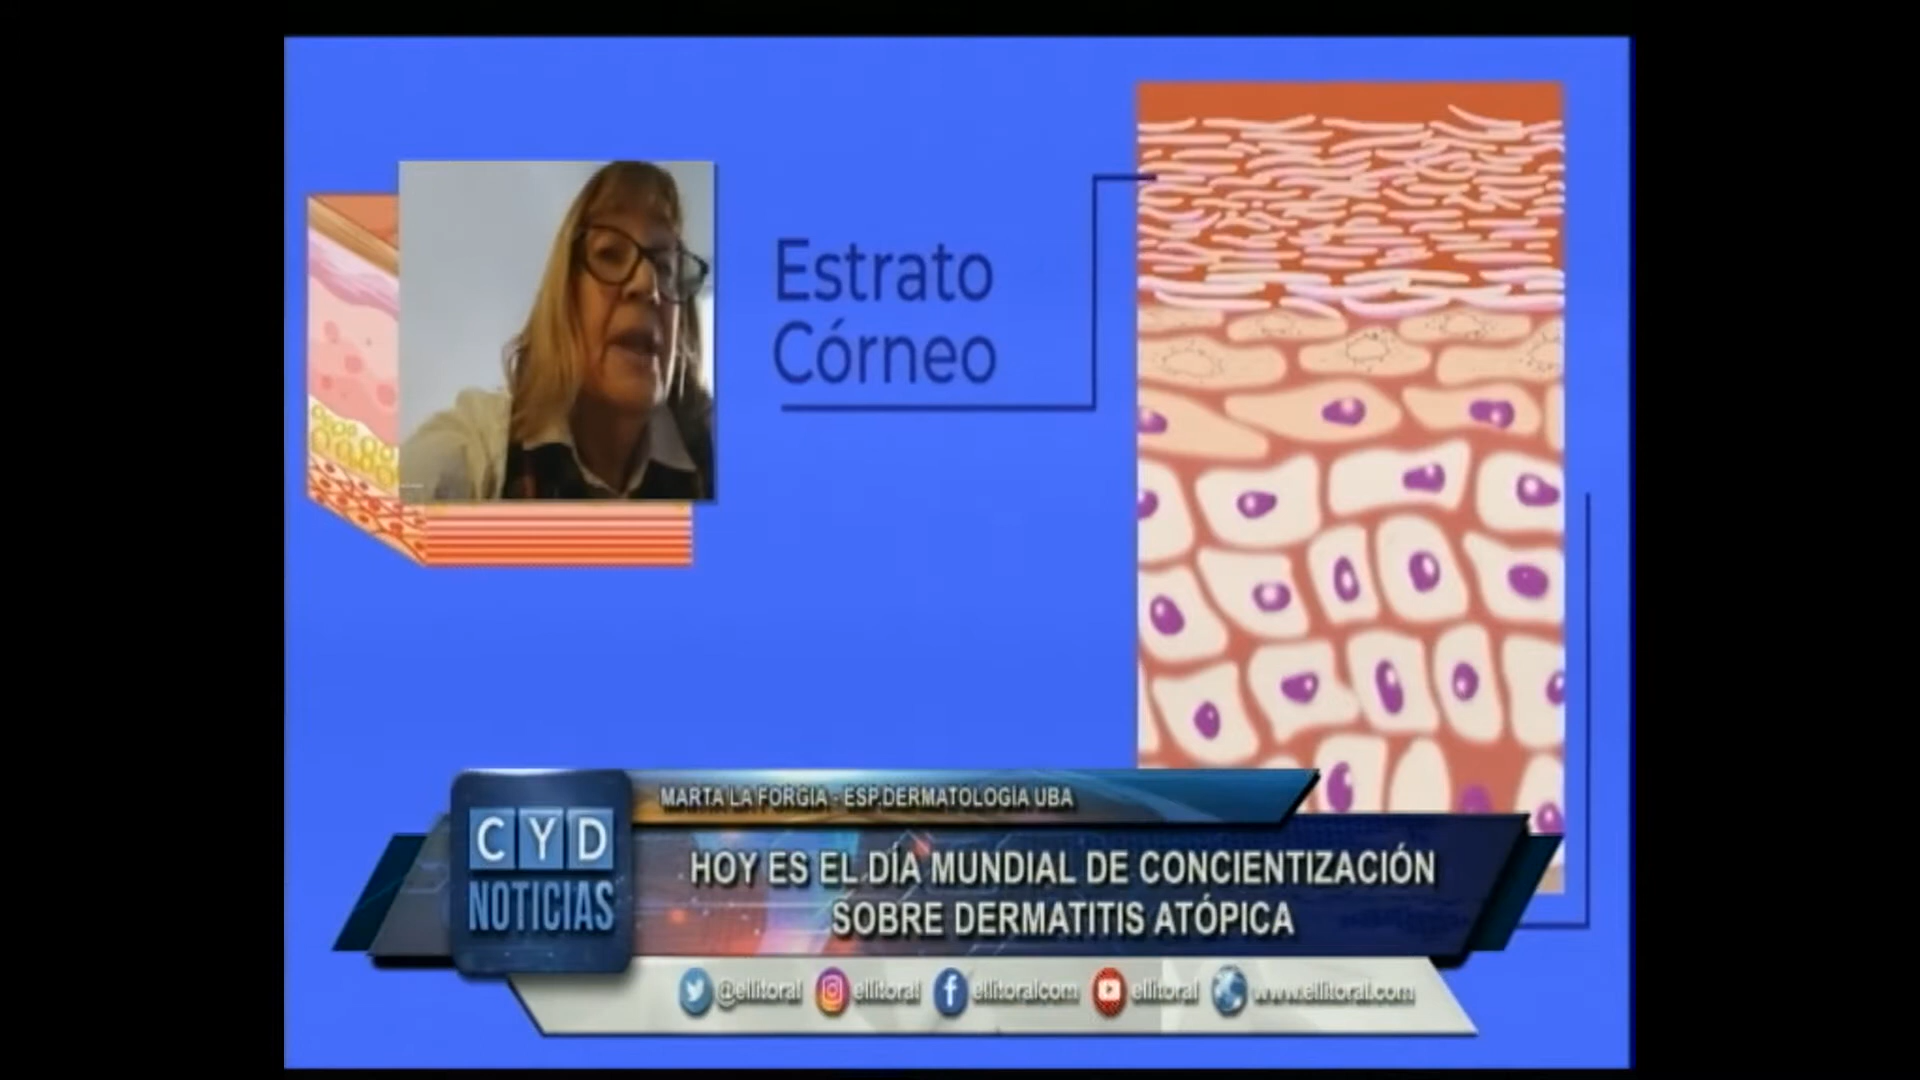 Estrato
Córneo
MARTA LA FORGIA - ESP.DERMATOLOGÍA UBA
CYD
NOTICIAS
HOY ES EL DÍA MUNDIAL DE CONCIENTIZACIÓN
SOBRE DERMATITIS ATÓPICA
@ellitoral ellitoral ellitoralcom ellitoral www.ellitoral.com